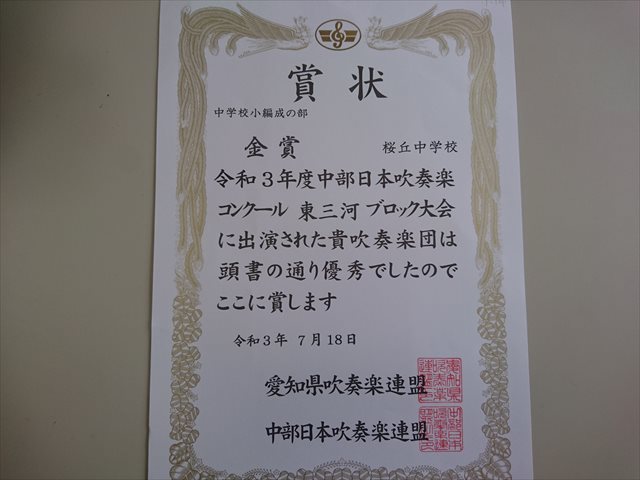 賞状
中学校小編成の部
金賞 桜丘中学校
令和3年度中部日本吹奏楽
コンクール 東三河 ブロック大会
に出演された貴吹奏楽団は
頭書の通り優秀でしたので
ここに賞します
令和3年 7月18日
愛知県吹奏楽連盟
中部日本吹奏楽連盟